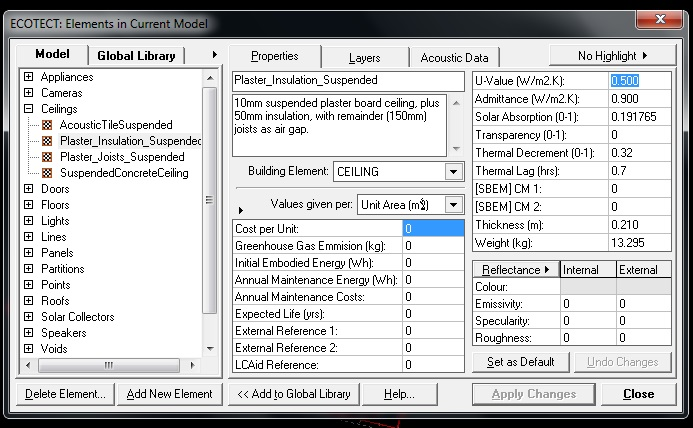 ECOTECT: Elements in Current Model
Model
Global Library
Appliances
Cameras
Ceilings
AcousticTileSuspended
Plaster_Insulation_Suspended
Plaster_Joists_Suspended
SuspendedConcreteCeiling
Doors
Floors
Lights
Lines
Panels
Partitions
Points
Roofs
Solar Collectors
Speakers
Voids
Properties
Layers
Acoustic Data
No Highlight
Plaster_Insulation_Suspended
10mm suspended plaster board ceiling, plus
50mm insulation, with remainder (150mm)
joists as air gap.
Building Element: CEILING
Values given per: Unit Area (m²)
Cost per Unit: 0
Greenhouse Gas Emmision (kg): 0
Initial Embodied Energy (Wh): 0
Annual Maintenance Energy (Wh): 0
Annual Maintenance Costs: 0
Expected Life (yrs): 0
External Reference 1: 0
External Reference 2: 0
LCAid Reference: 0
U-Value (W/m2.K): 0.500
Admittance (W/m2.K): 0.900
Solar Absorption (0-1): 0.191765
Transparency (0-1): 0
Thermal Decrement (0-1): 0.32
Thermal Lag (hrs): 0.7
[SBEM] CM 1: 0
[SBEM] CM 2: 0
Thickness (m): 0.210
Weight (kg): 13.295
Reflectance Internal External
Colour:
Emissivity: 0 0
Specularity: 0 0
Roughness: 0 0
Set as Default
Undo Changes
Delete Element...
Add New Element
<< Add to Global Library
Help...
Apply Changes
Close